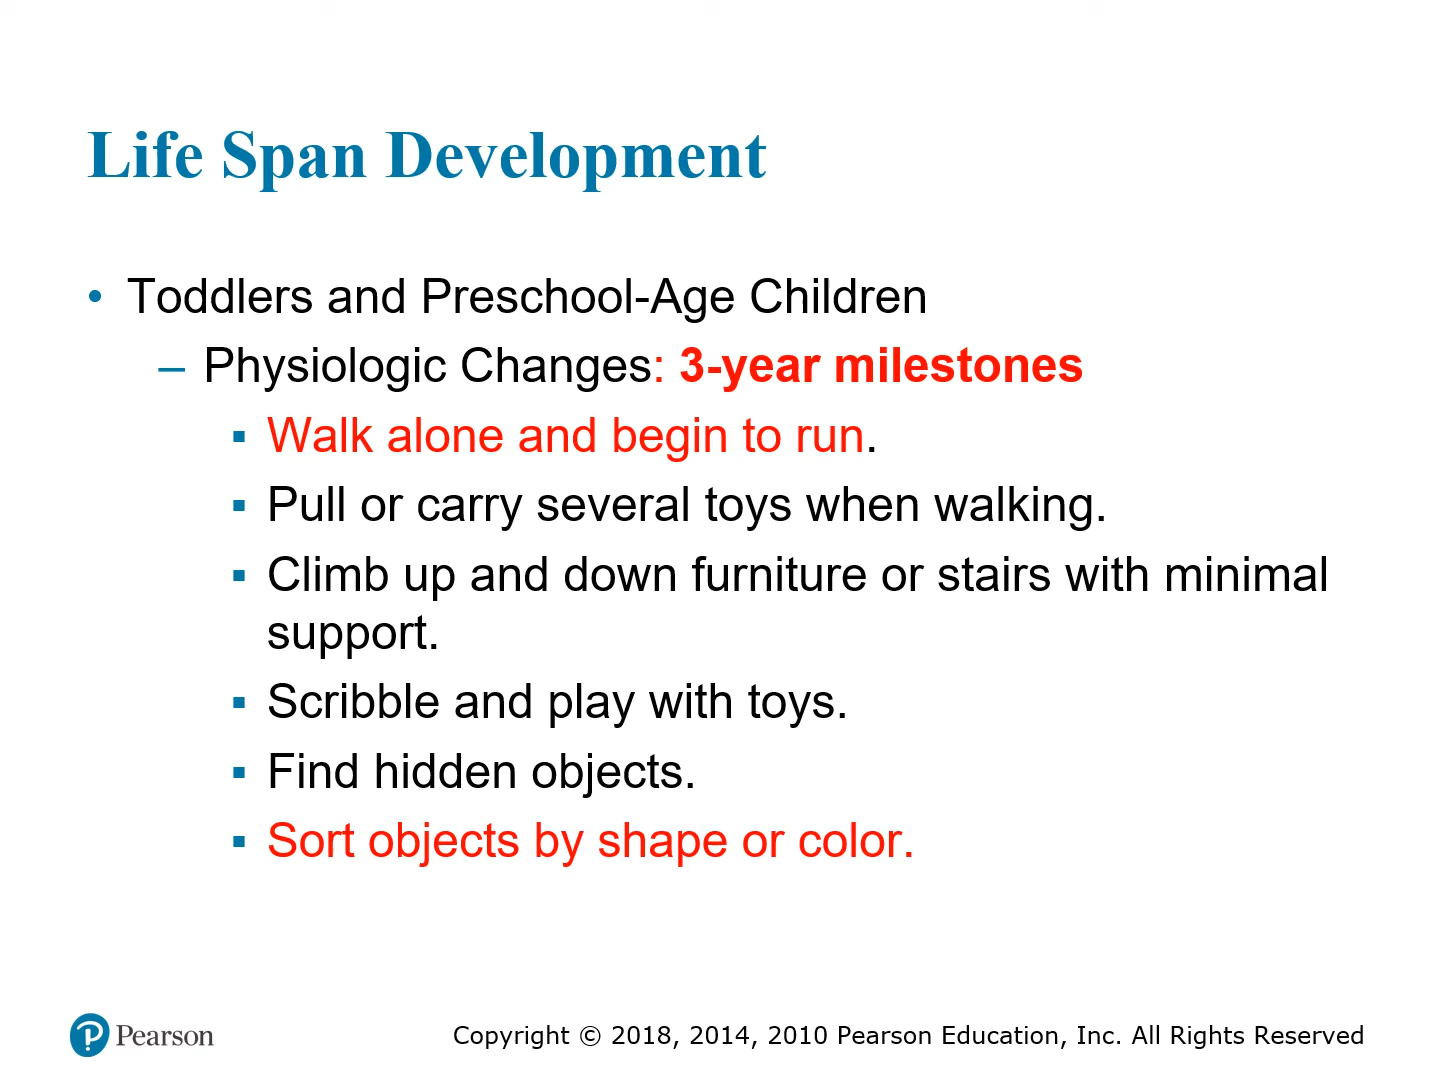 Life Span Development
• Toddlers and Preschool-Age Children
– Physiologic Changes: 3-year milestones
▪ Walk alone and begin to run.
▪ Pull or carry several toys when walking.
▪ Climb up and down furniture or stairs with minimal
support.
▪ Scribble and play with toys.
▪ Find hidden objects.
▪ Sort objects by shape or color.
Pearson
Copyright © 2018, 2014, 2010 Pearson Education, Inc. All Rights Reserved